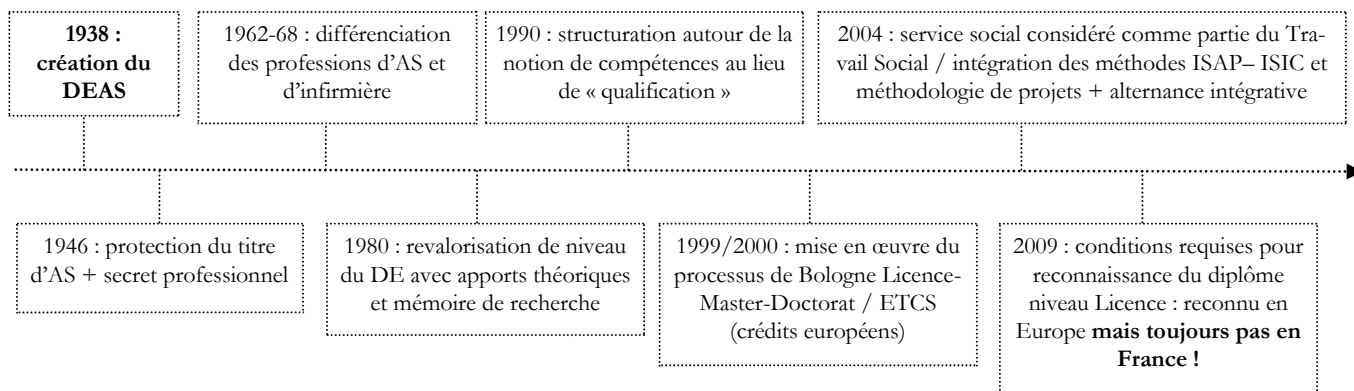 1938 :
création du
DEAS
1962-68 : différenciation
des professions d'AS et
d'infirmière
1990 : structuration autour de la
notion de compétences au lieu
de « qualification »
2004 : service social considéré comme partie du Tra-
vail Social / intégration des méthodes ISAP– ISIC et
méthodologie de projets + alternance intégrative
1946 : protection du titre
d'AS + secret professionnel
1980 : revalorisation de niveau
du DE avec apports théoriques
et mémoire de recherche
1999/2000 : mise en œuvre du
processus de Bologne Licence-
Master-Doctorat / ETCS
(crédits européens)
2009 : conditions requises pour
reconnaissance du diplôme
niveau Licence : reconnu en
Europe mais toujours pas en
France !